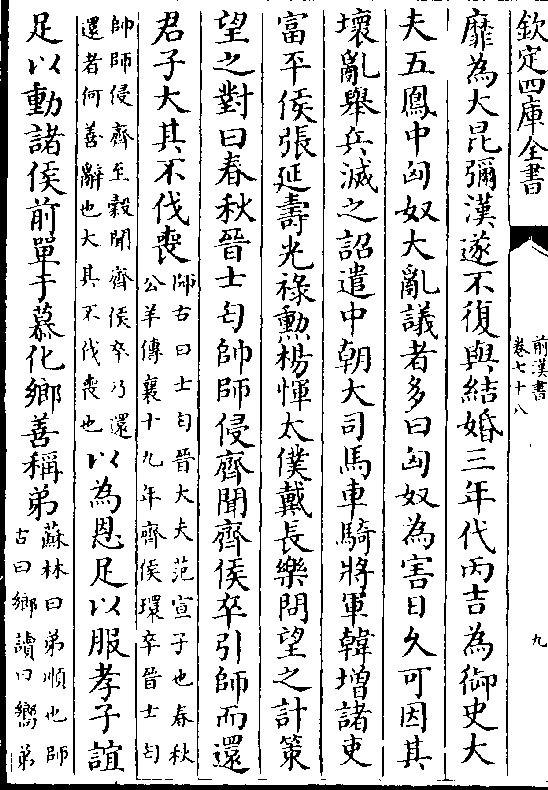 欽定四庫全書
前漢書
卷七十八
九
靡為大昆彌漢遂不復與結婚三年代丙吉為御史大
夫五鳳中匈奴大亂議者多曰匈奴為害日久可因其
壞亂舉兵滅之詔遣中朝大司馬車騎將軍韓增諸吏
富平侯張延壽光祿勲楊惲太僕戴長樂問望之計策
望之對曰春秋晉士匄帥師侵齊聞齊侯卒引師而還
君子大其不伐喪師古曰士匄晉大夫范宣子也春秋
公羊傳襄十九年齊侯環卒晉士匄
帥師侵齊至穀聞齊侯卒乃還
還者何善辭也大其不伐喪也以為恩足以服孝子誼
足以動諸侯前單于慕化鄉善稱弟蘇林曰弟順也師
古曰鄉讀曰嚮弟